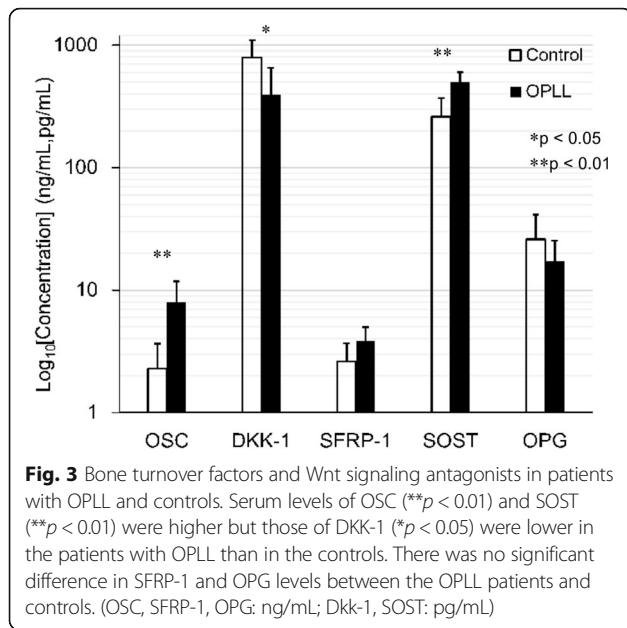 1000
100
10
1
Log₁₀[Concentration] (ng/mL,pg/mL)
*
**
**
Control
OPLL
*p < 0.05
**p < 0.01
OSC DKK-1 SFRP-1 SOST OPG
Fig. 3 Bone turnover factors and Wnt signaling antagonists in patients
with OPLL and controls. Serum levels of OSC (**p < 0.01) and SOST
(**p < 0.01) were higher but those of DKK-1 (*p < 0.05) were lower in
the patients with OPLL than in the controls. There was no significant
difference in SFRP-1 and OPG levels between the OPLL patients and
controls. (OSC, SFRP-1, OPG: ng/mL; Dkk-1, SOST: pg/mL)